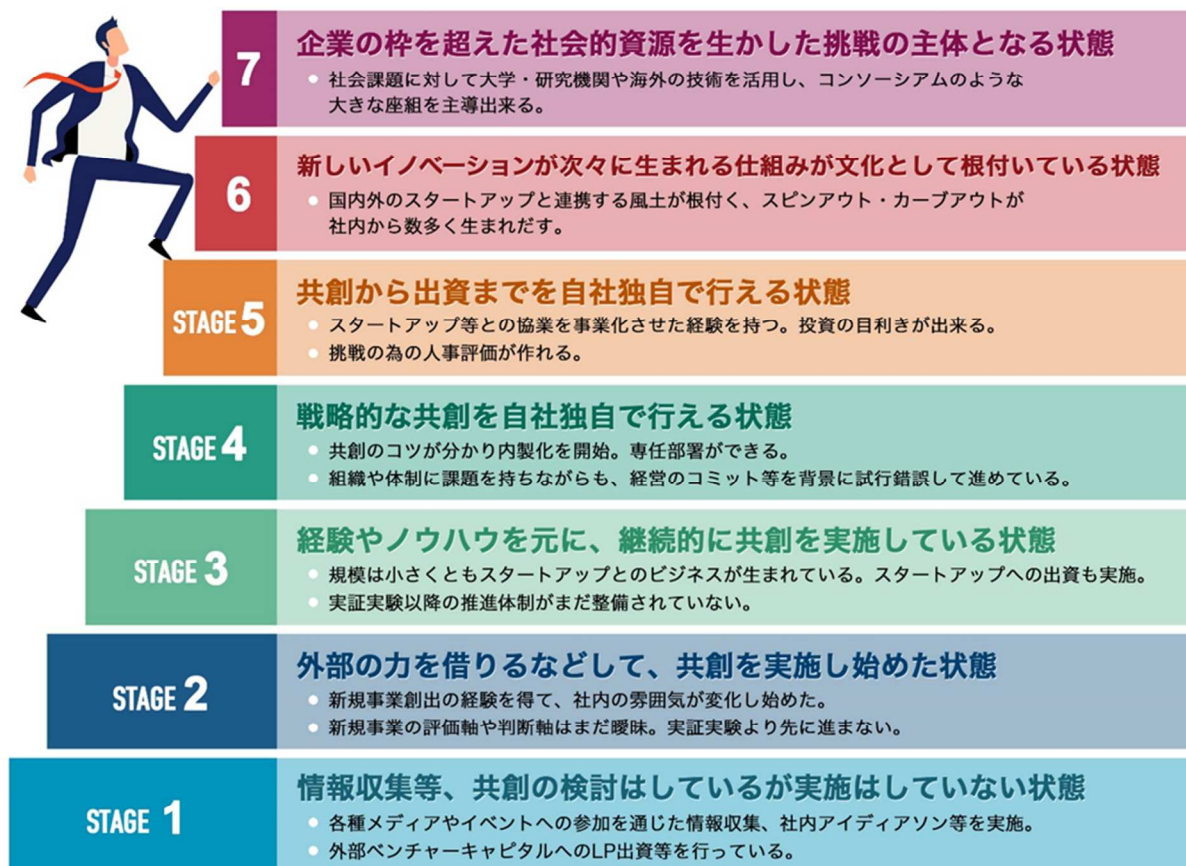 7
企業の枠を超えた社会的資源を生かした挑戦の主体となる状態
社会課題に対して大学・研究機関や海外の技術を活用し、コンソーシアムのような
大きな座組を主導出来る。
6
新しいイノベーションが次々に生まれる仕組みが文化として根付いている状態
国内外のスタートアップと連携する風土が根付く、スピンアウト・カーブアウトが
社内から数多く生まれだす。
STAGE 5
共創から出資までを自社独自で行える状態
スタートアップ等との協業を事業化させた経験を持つ。投資の目利きが出来る。
挑戦の為の人事評価が作れる。
STAGE 4
戦略的な共創を自社独自で行える状態
共創のコツが分かり内製化を開始。専任部署ができる。
組織や体制に課題を持ちながらも、経営のコミット等を背景に試行錯誤して進めている。
STAGE 3
経験やノウハウを元に、継続的に共創を実施している状態
規模は小さくともスタートアップとのビジネスが生まれている。スタートアップへの出資も実施。
実証実験以降の推進体制がまだ整備されていない。
STAGE 2
外部の力を借りるなどして、共創を実施し始めた状態
新規事業創出の経験を得て、社内の雰囲気が変化し始めた。
新規事業の評価軸や判断軸はまだ曖昧。実証実験より先に進まない。
STAGE 1
情報収集等、共創の検討はしているが実施はしていない状態
各種メディアやイベントへの参加を通じた情報収集、社内アイディアソン等を実施。
外部ベンチャーキャピタルへのLP出資等を行っている。